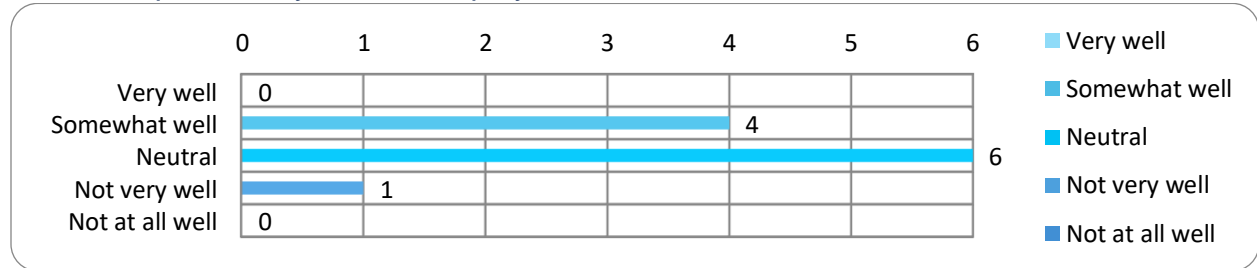 0 1 2 3 4 5 6
Very well 0
Somewhat well 4
Neutral 6
Not very well 1
Not at all well 0
Very well
Somewhat well
Neutral
Not very well
Not at all well